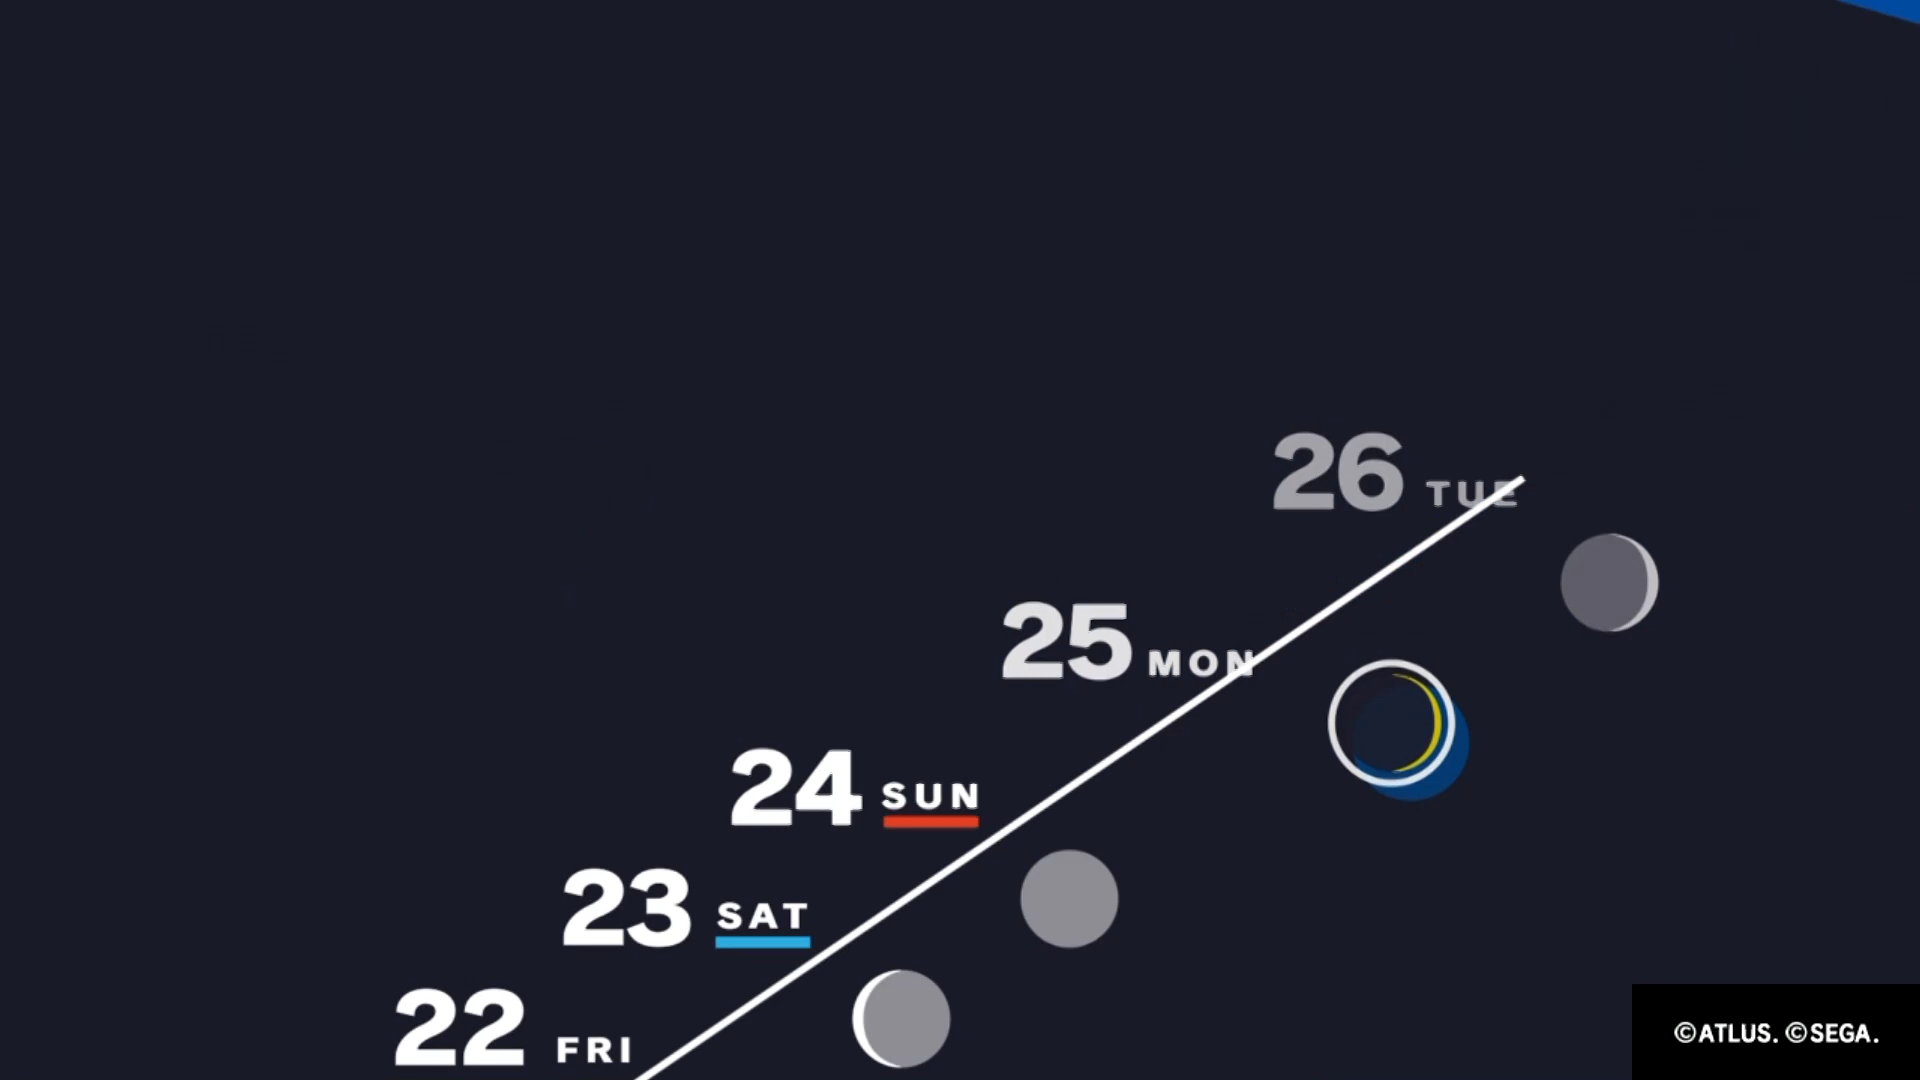 26 TUE
25 MON
24 SUN
23 SAT
22 FRI
©ATLUS. ©SEGA.